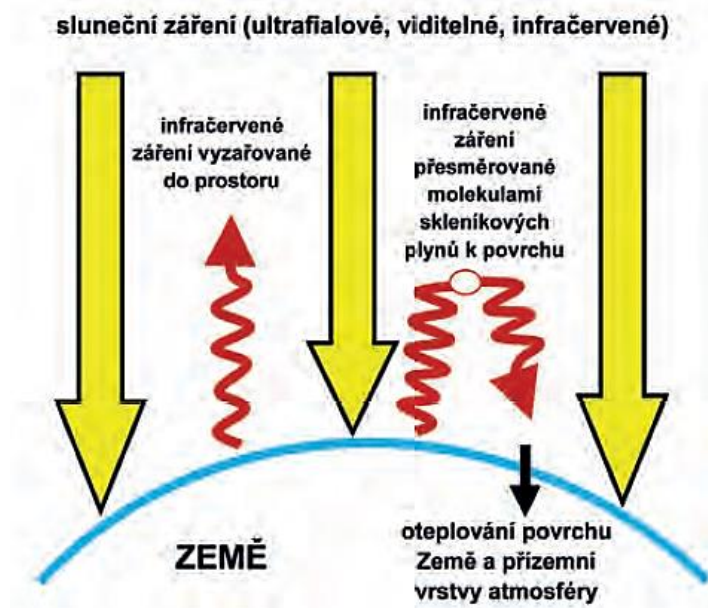 sluneční záření (ultrafialové, viditelné, infračervené)
infračervené
záření vyzařované
do prostoru
infračervené
záření
přesměrované
molekulami
skleníkových
plynů k povrchu
ZEMĚ
oteplování povrchu
Země a přízemní
vrstvy atmosféry